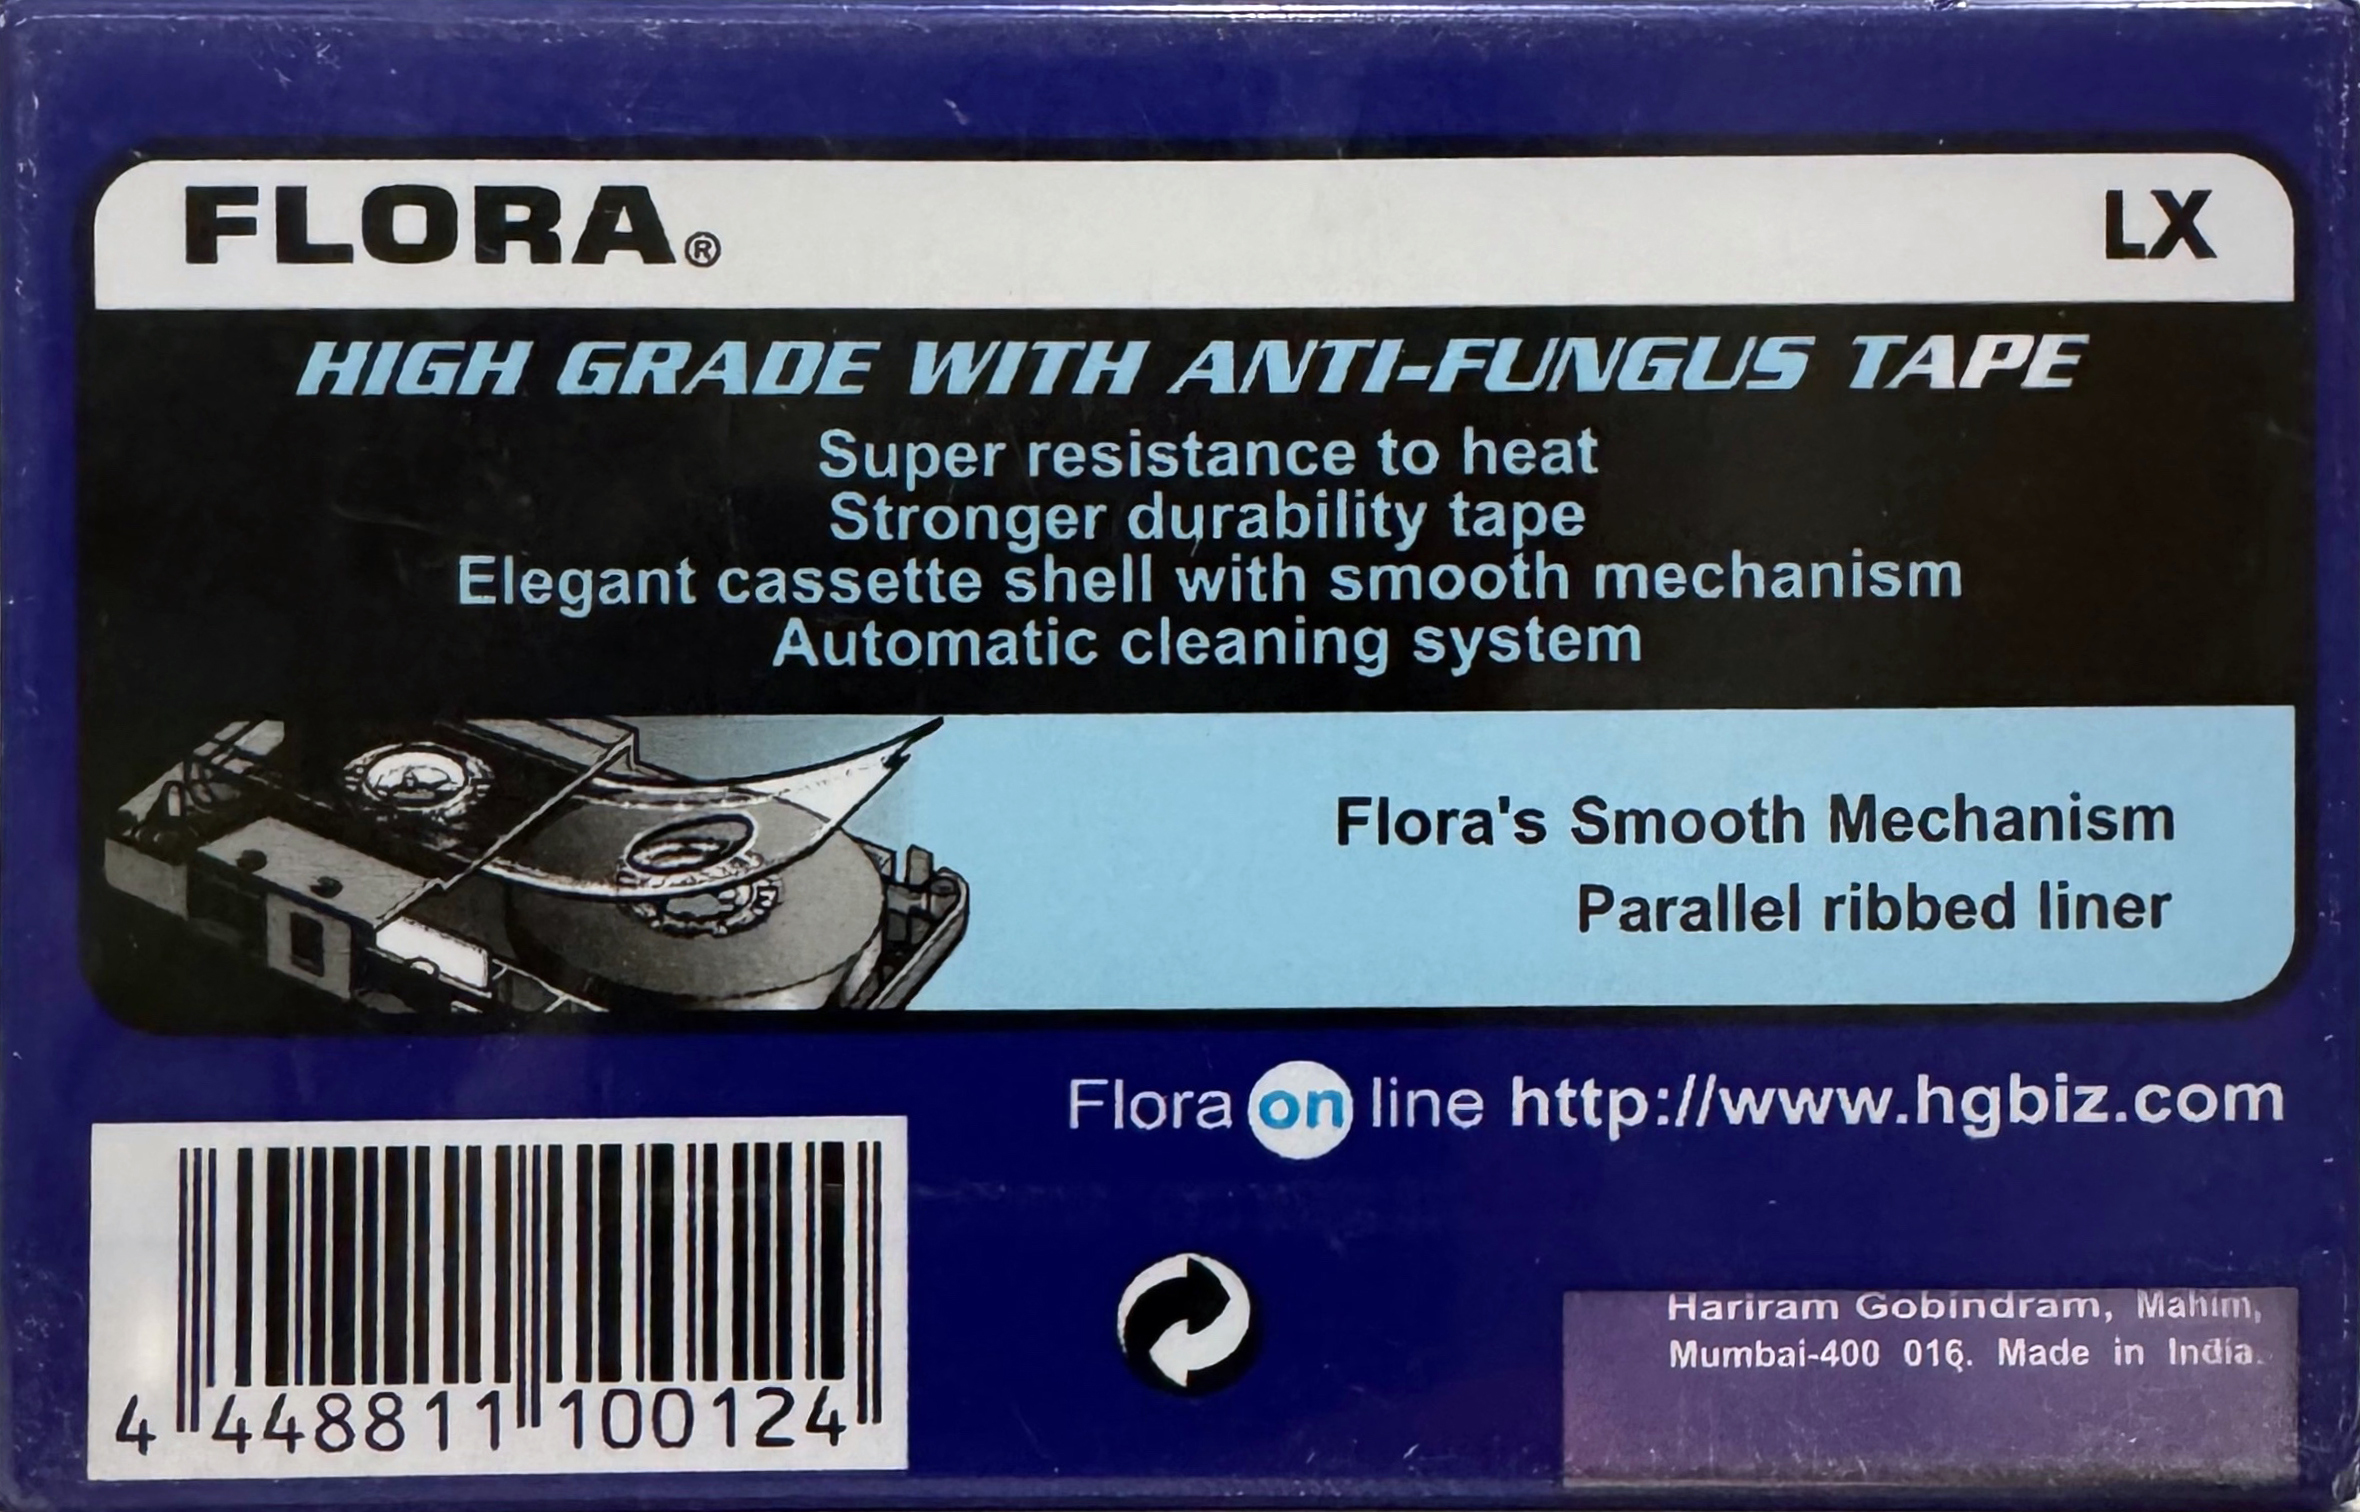 FLORA®
LX
HIGH GRADE WITH ANTI-FUNGUS TAPE
Super resistance to heat
Stronger durability tape
Elegant cassette shell with smooth mechanism
Automatic cleaning system
Flora's Smooth Mechanism
Parallel ribbed liner
Flora on line http://www.hgbiz.com
4 448811 100124
Hariram Gobindram, Mahim,
Mumbai-400 016. Made in India.